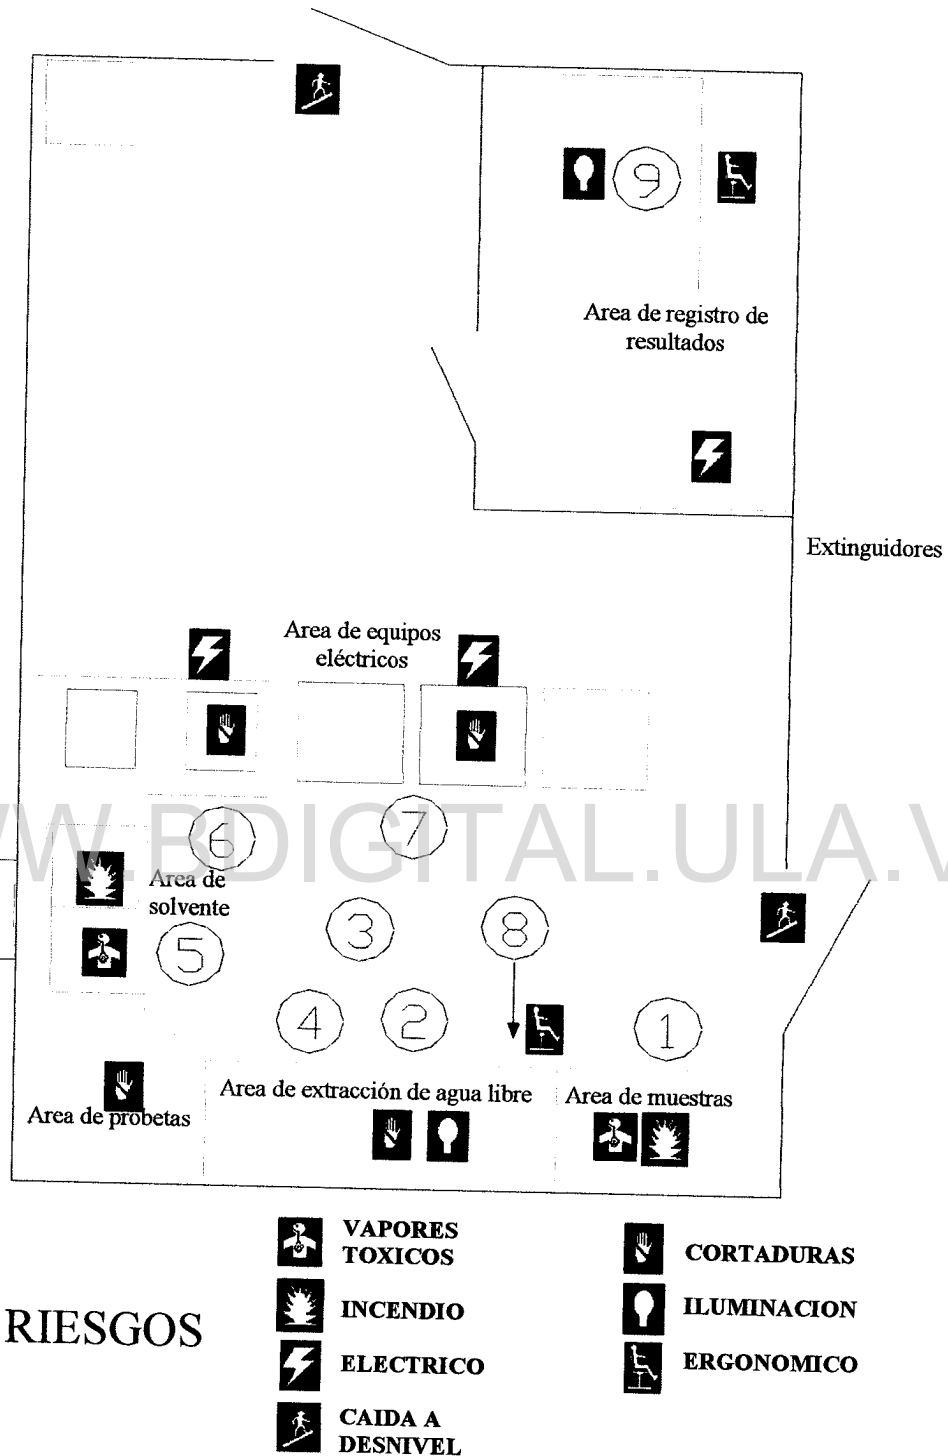 9
Area de registro de
resultados
Extinguidores
Area de equipos
eléctricos
W.BDIGITAL.ULA.V
6
7
Area de
solvente
3
8
5
4
2
1
Area de extracción de agua libre
Area de muestras
Area de probetas
VAPORES
TOXICOS
CORTADURAS
INCENDIO
ILUMINACION
RIESGOS
ELECTRICO
ERGONOMICO
CAIDA A
DESNIVEL